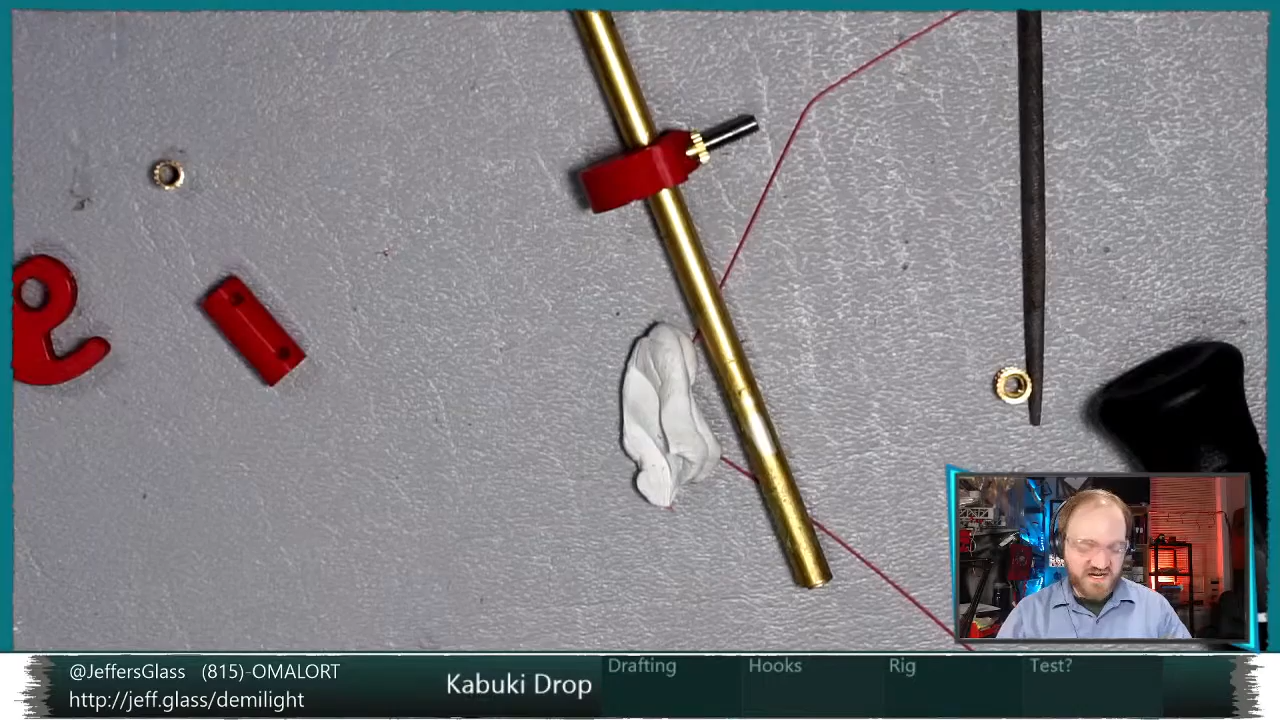 @JeffersGlass (815)-OMALORT
http://jeff.glass/demilight
Kabuki Drop
Drafting
Hooks
Rig
Test?